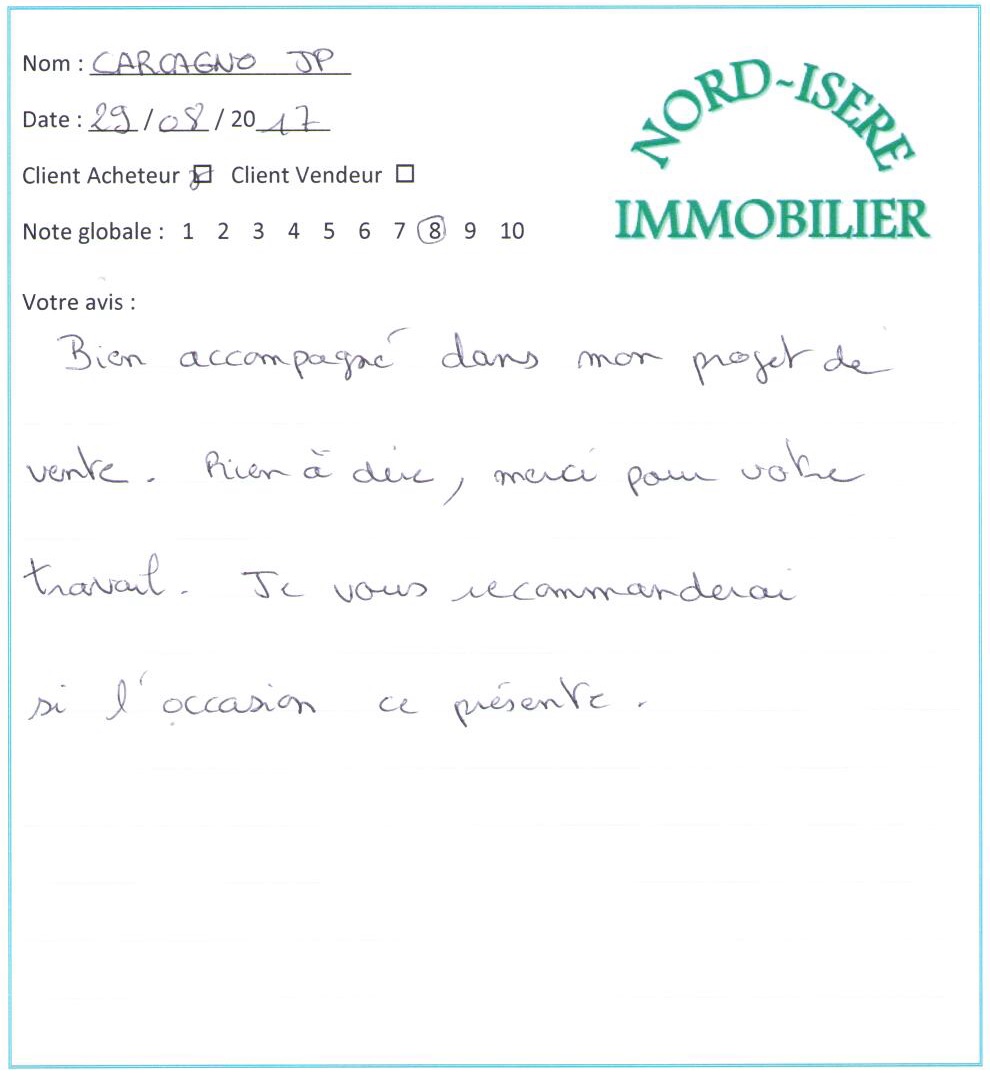 Nom : CARCAGNO JP
Date : 29/08/2017
Client Acheteur ☑ Client Vendeur ☐
Note globale : 1 2 3 4 5 6 7 8 9 10
NORD-ISERE
IMMOBILIER
Votre avis :
Bien accompagné dans mon projet de
vente. Rien à dire, merci pour votre
travail. Je vous recommanderai
si l'occasion ce présente.